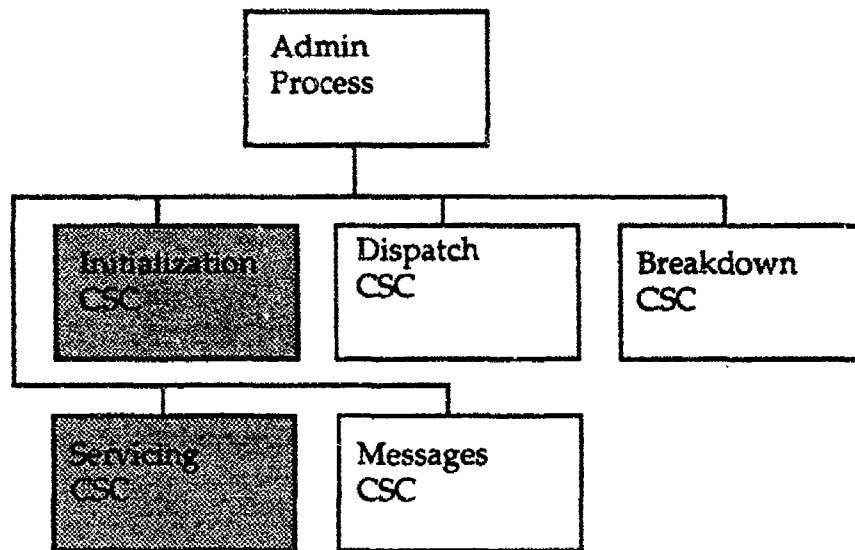 Admin
Process
Initialization
CSC
Dispatch
CSC
Breakdown
CSC
Servicing
CSC
Messages
CSC